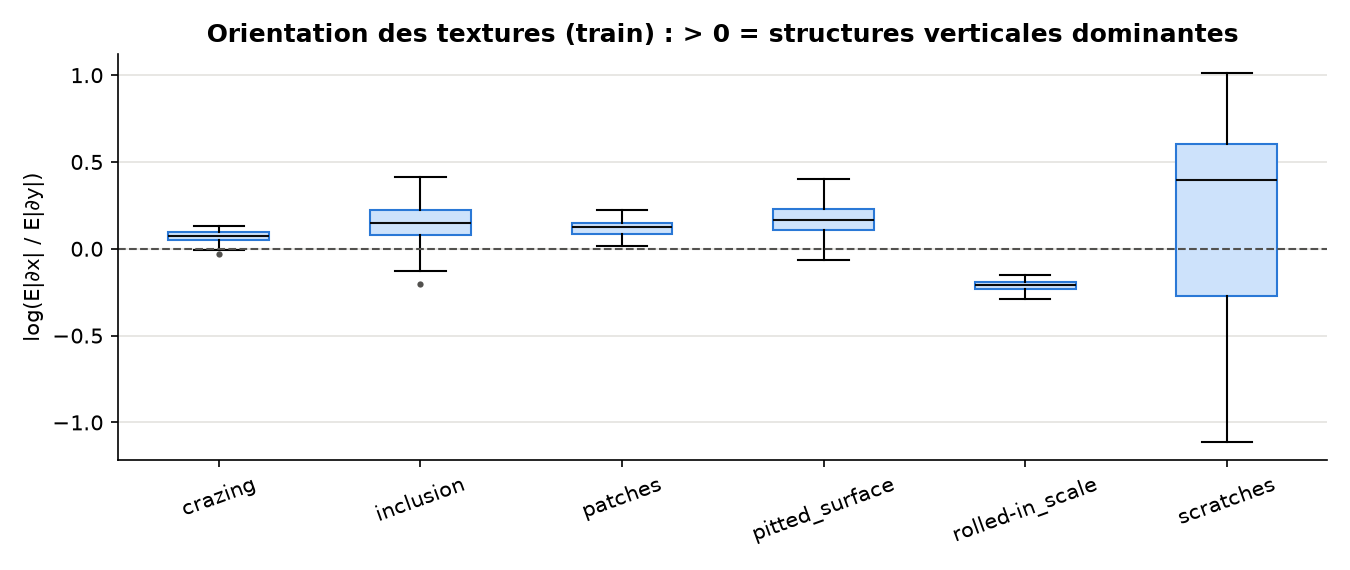 Orientation des textures (train) : > 0 = structures verticales dominantes
log(E|∂x| / E|∂y|)
1.0
0.5
0.0
−0.5
−1.0
crazing
inclusion
patches
pitted_surface
rolled-in_scale
scratches